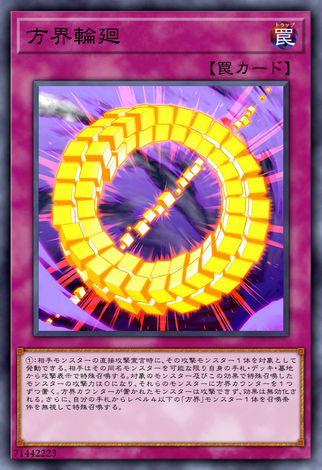 方界輪廻
トラップ
罠
【罠カード】
①:相手モンスターの直接攻撃宣言時に、その攻撃モンスター1体を対象として
発動できる。相手はその同名モンスターを可能な限り自身の手札・デッキ・墓地
から攻撃表示で特殊召喚する。対象のモンスター及びこの効果で特殊召喚した
モンスターの攻撃力は0になり、それらのモンスターに方界カウンターを1つ
ずつ置く。方界カウンターが置かれたモンスターは攻撃できず、効果は無効化さ
れる。さらに、自分の手札からレベル4以下の「方界」モンスター1体を召喚条
件を無視して特殊召喚する。
71442223